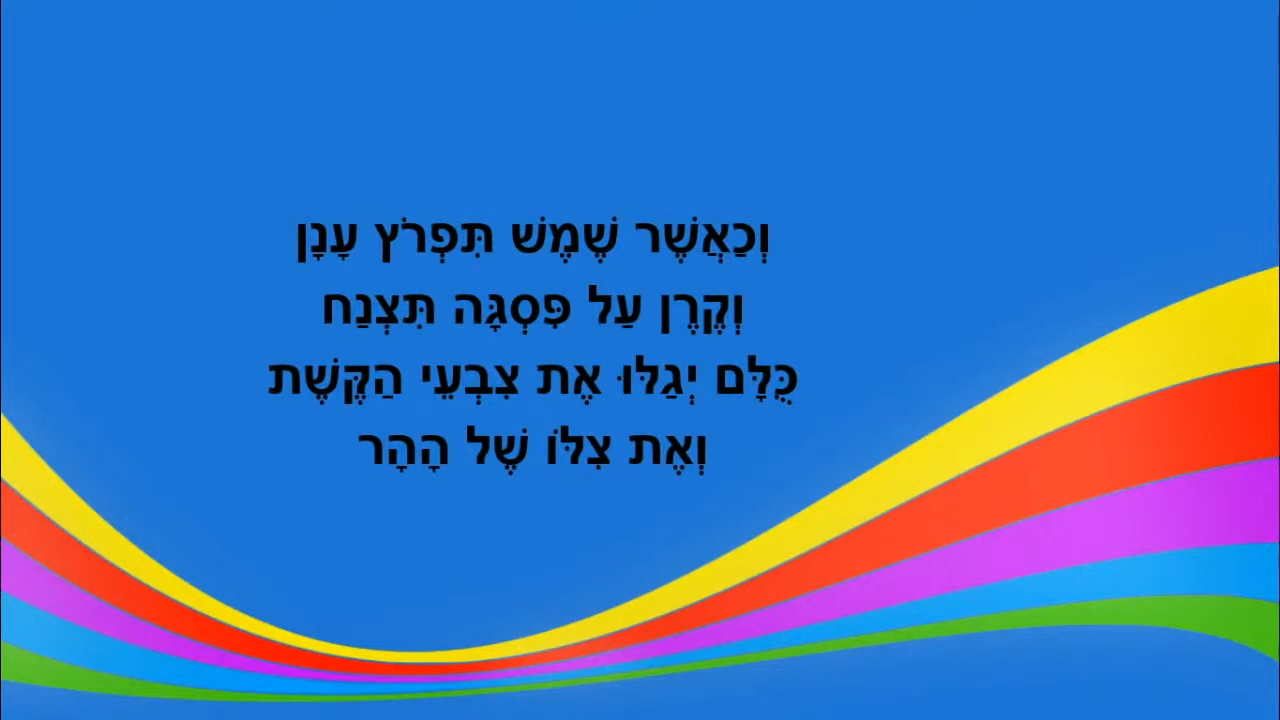 וְכַאֲשֶׁר שֶׁמֶשׁ תִּפְרֹץ עָנָן
וְקֶרֶן עַל פִּסְגָּה תִּצְנַח
כֻּלָּם יְגַלּוּ אֶת צִבְעֵי הַקֶּשֶׁת
וְאֶת צִלּוֹ שֶׁל הָהָר